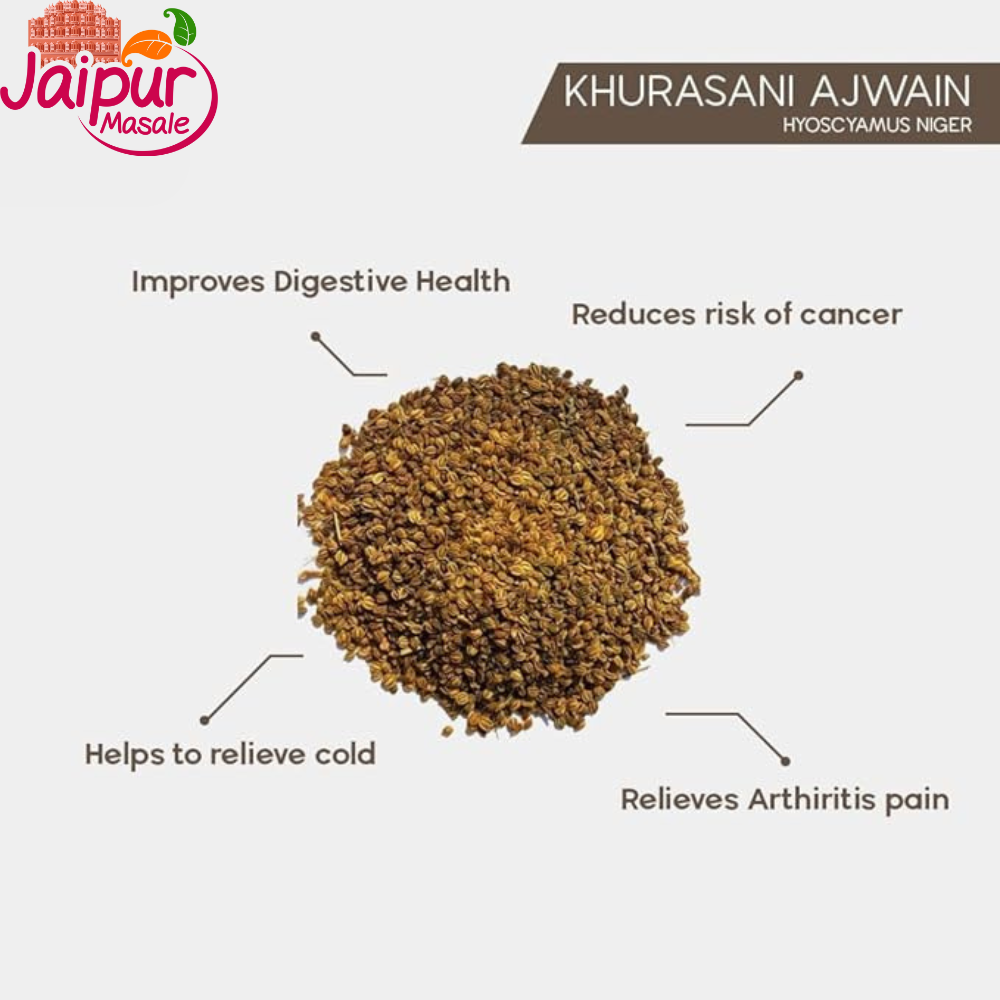 Jaipur
Masale
KHURASANI AJWAIN
HYOSCYAMUS NIGER
Improves Digestive Health
Reduces risk of cancer
Helps to relieve cold
Relieves Arthiritis pain